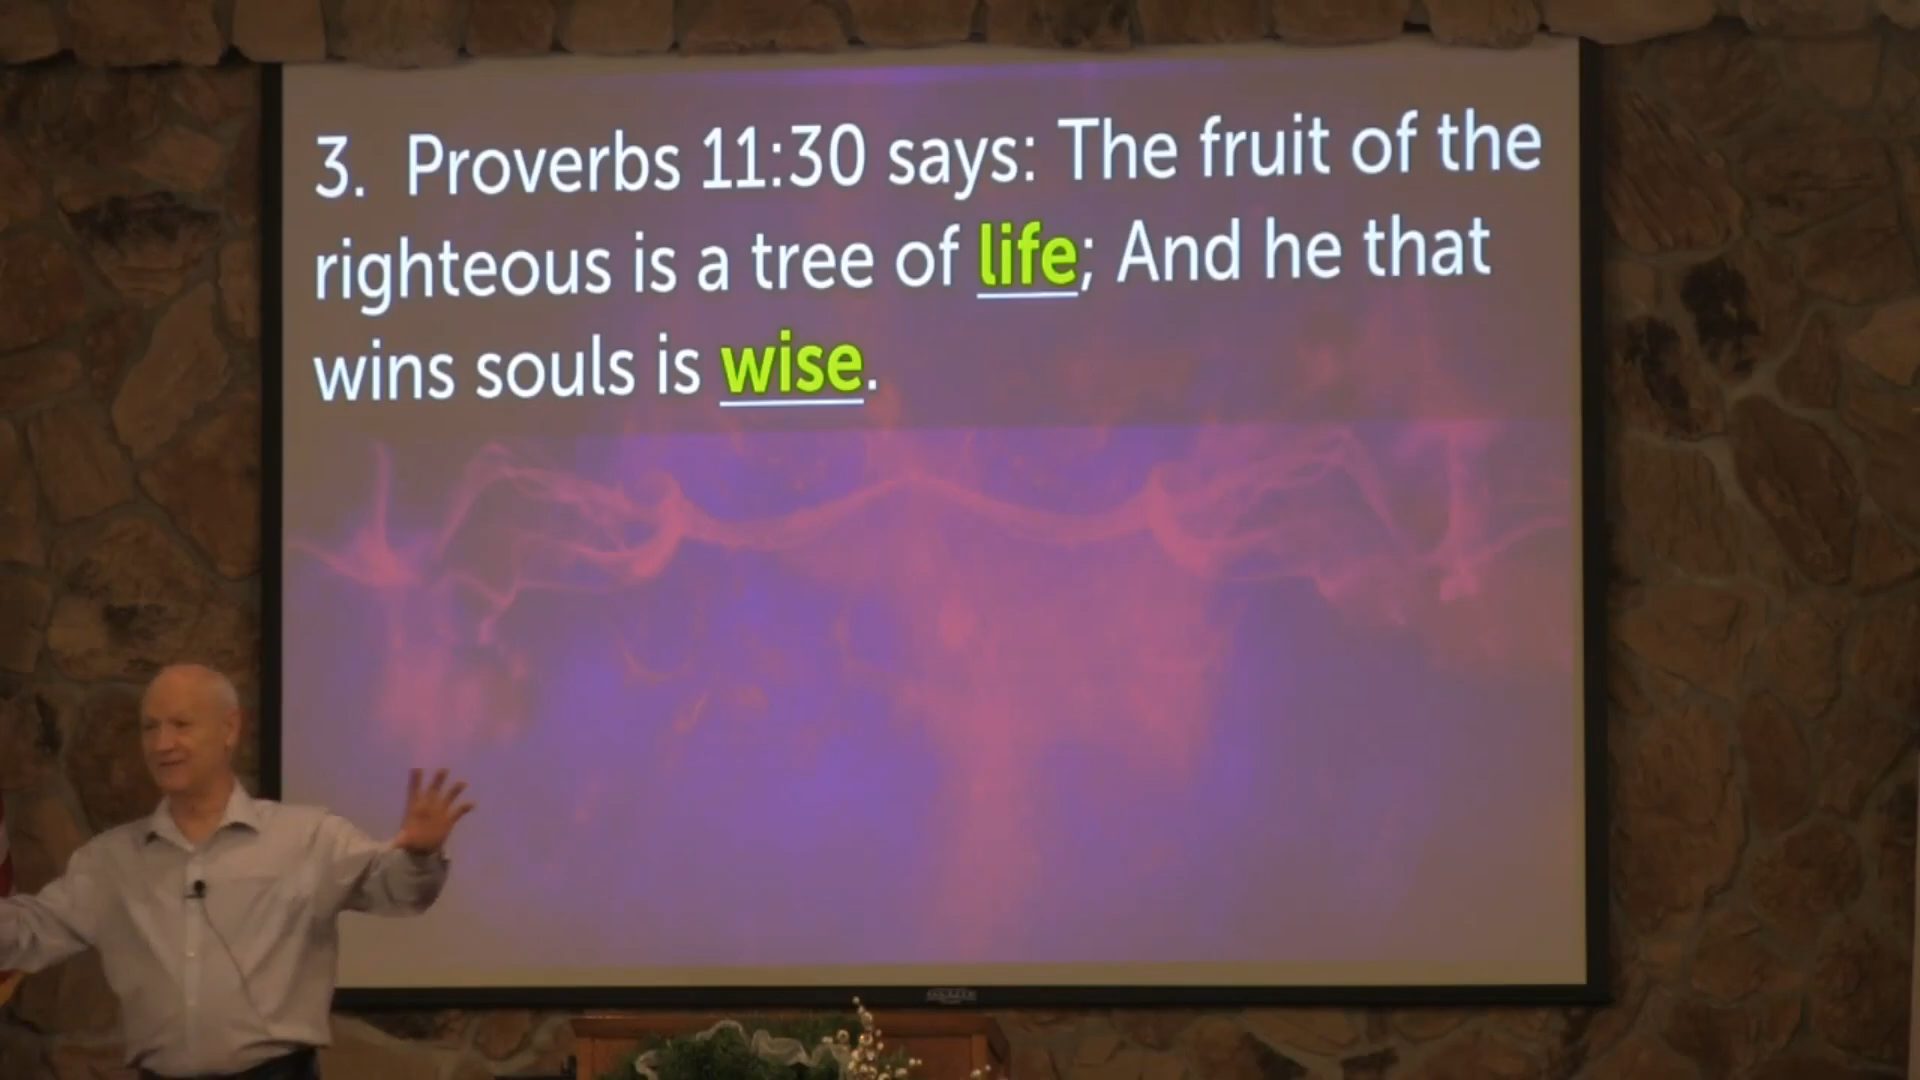 3. Proverbs 11:30 says: The fruit of the
righteous is a tree of life; And he that
wins souls is wise.